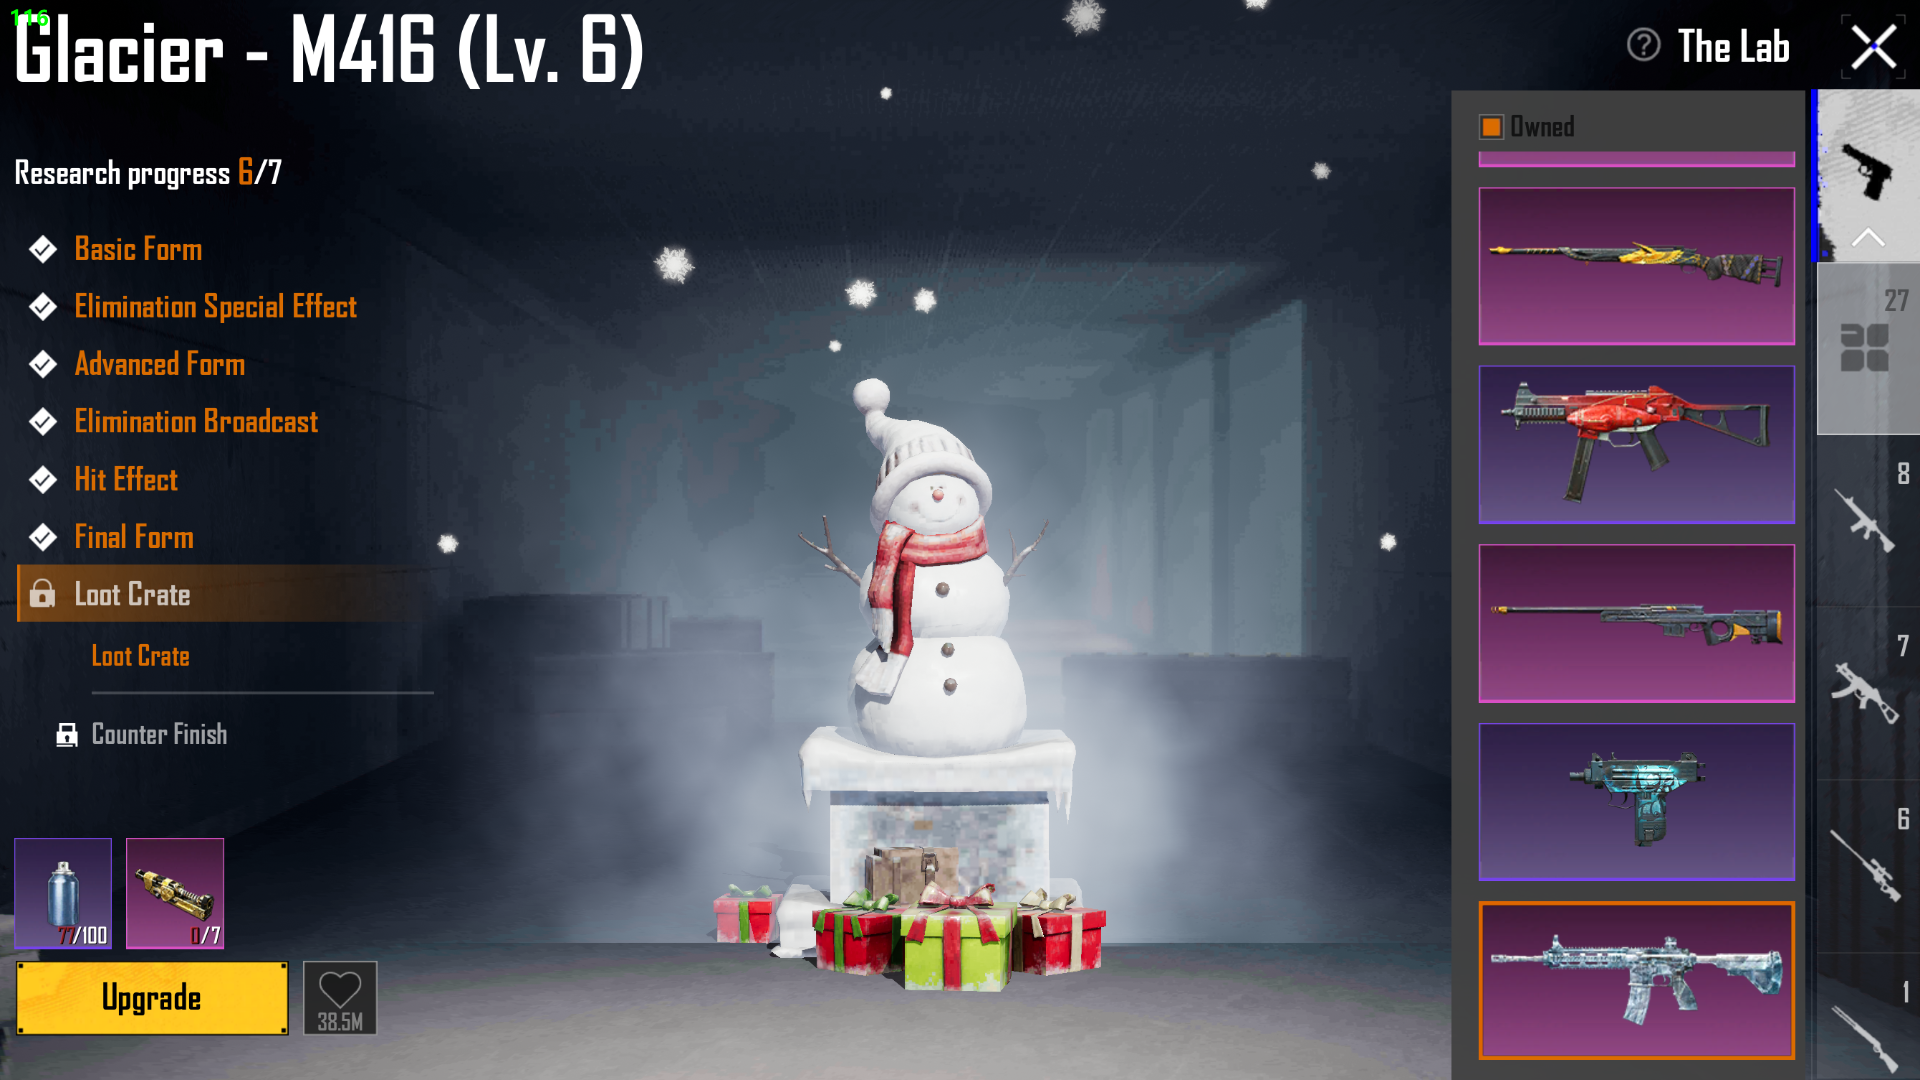 116
Glacier - M416 (Lv. 6)
The Lab
Research progress 6/7
Basic Form
Elimination Special Effect
Advanced Form
Elimination Broadcast
Hit Effect
Final Form
Loot Crate
Loot Crate
Counter Finish
77/100
0/7
Upgrade
38.5M
Owned
27
8
7
6
1